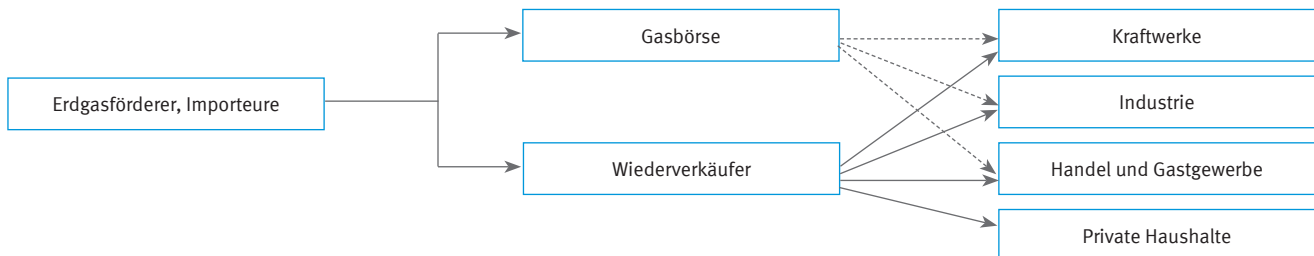 Erdgasförderer, Importeure
Gasbörse
Wiederverkäufer
Kraftwerke
Industrie
Handel und Gastgewerbe
Private Haushalte